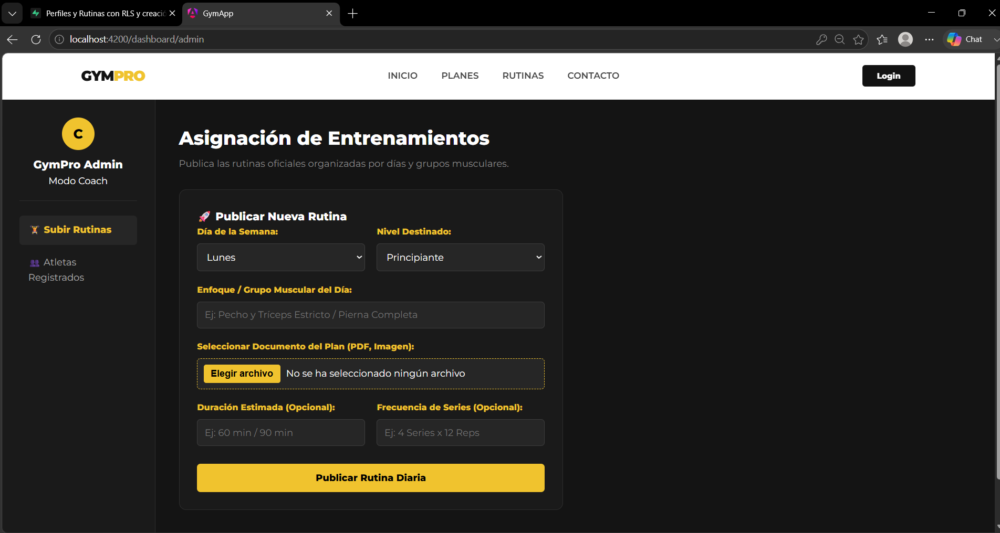 Perfiles y Rutinas con RLS y creació
GymApp
localhost:4200/dashboard/admin
Chat
GYMPRO
INICIO
PLANES
RUTINAS
CONTACTO
Login
C
GymPro Admin
Modo Coach
Subir Rutinas
Atletas
Registrados
Asignación de Entrenamientos
Publica las rutinas oficiales organizadas por días y grupos musculares.
Publicar Nueva Rutina
Día de la Semana:
Nivel Destinado:
Lunes
Principiante
Enfoque / Grupo Muscular del Día:
Ej: Pecho y Tríceps Estricto / Pierna Completa
Seleccionar Documento del Plan (PDF, Imagen):
Elegir archivo No se ha seleccionado ningún archivo
Duración Estimada (Opcional):
Frecuencia de Series (Opcional):
Ej: 60 min / 90 min
Ej: 4 Series x 12 Reps
Publicar Rutina Diaria